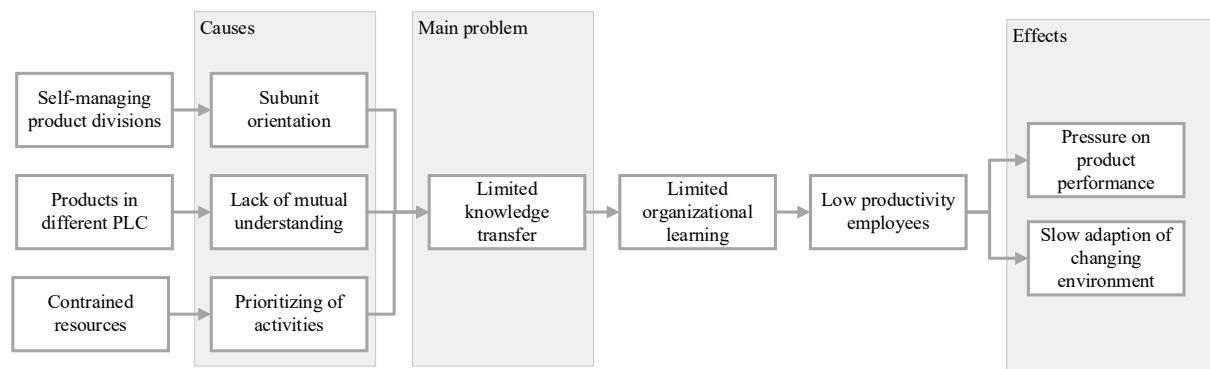 Causes
Main problem
Effects
Self-managing
product divisions
Subunit
orientation
Products in
different PLC
Lack of mutual
understanding
Contrained
resources
Prioritizing of
activities
Limited
knowledge
transfer
Limited
organizational
learning
Low productivity
employees
Pressure on
product
performance
Slow adaption of
changing
environment